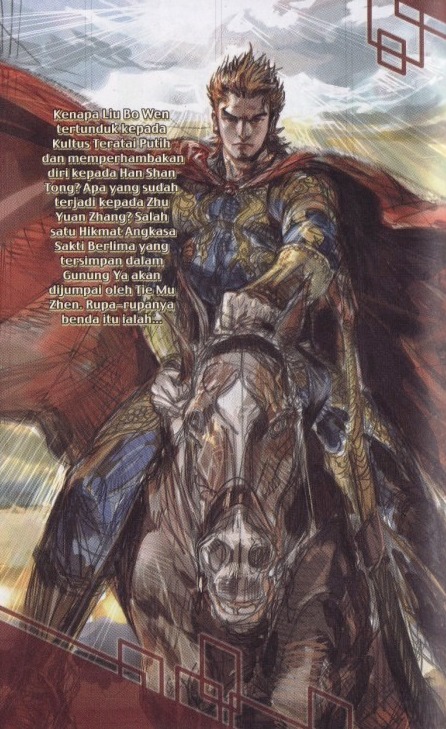 Kenapa Liu Bo Wen
tertunduk kepada
Kultus Teratai Putih
dan memperhambakan
diri kepada Han Shan
Tong? Apa yang sudah
terjadi kepada Zhu
Yuan Zhang? Salah
satu Hikmat Angkasa
Sakti Berlima yang
tersimpan dalam
Gunung Ya akan
dijumpai oleh Tie Mu
Zhen. Rupa-rupanya
benda itu ialah...